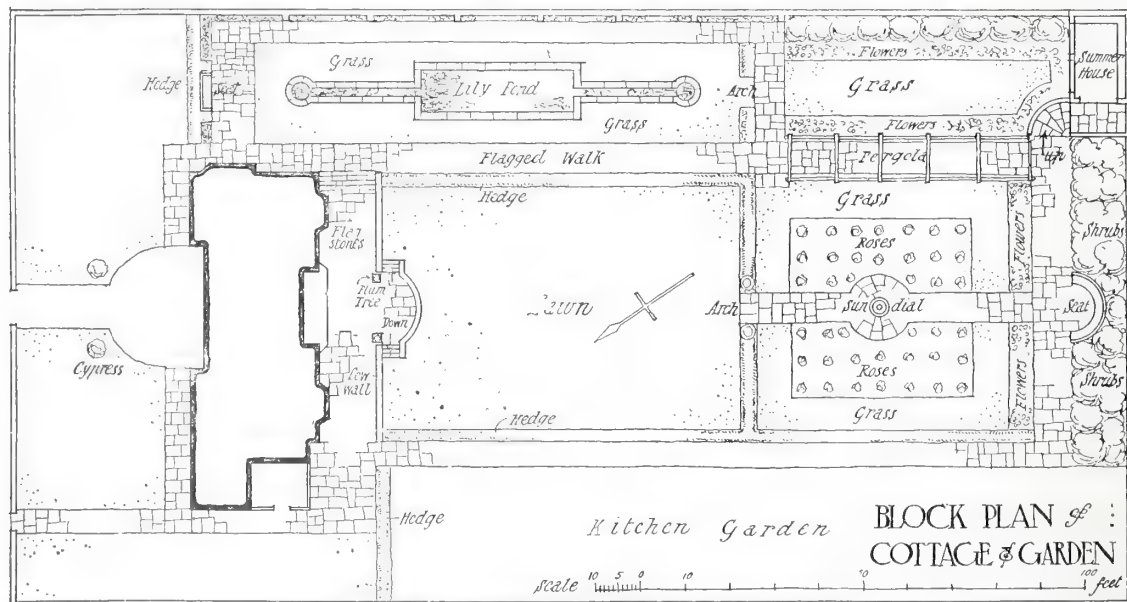 Hedge
Seat
Grass
Lily Pond
Grass
Arch
Flowers
Grass
Flowers
Summer
House
Flagged Walk
Pergola
Arch
Hedge
Flag
stones
Plum
Tree
Down
Low
wall
Lawn
Hedge
Cypress
Grass
Roses
Flowers
Shrubs
Arch
Sun dial
Seat
Roses
Flowers
Shrubs
Grass
Hedge
Kitchen Garden
BLOCK PLAN of
COTTAGE & GARDEN
Scale 10 5 0 10 50 100 feet